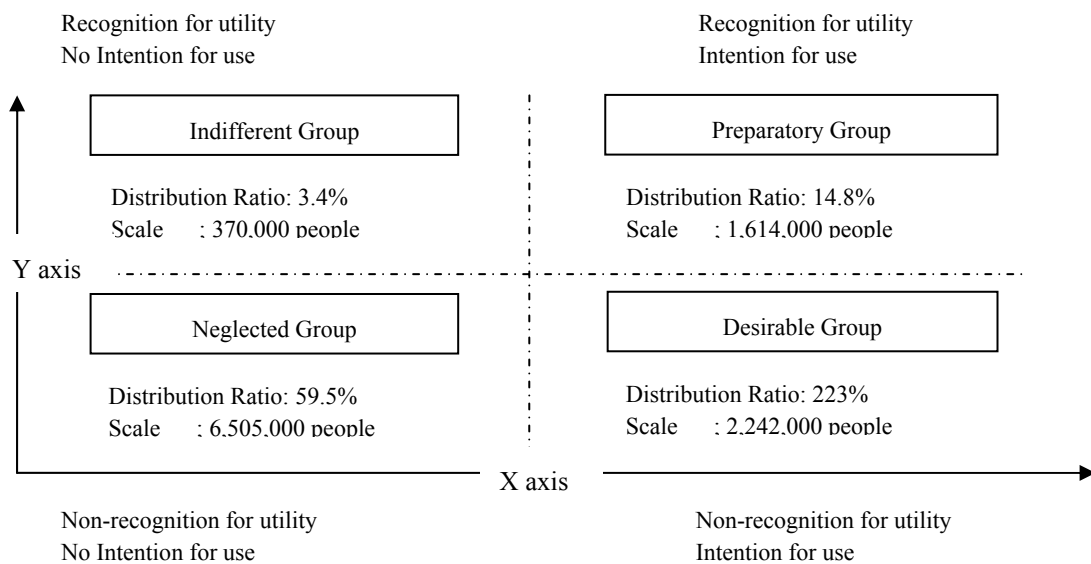 Recognition for utility
No Intention for use
Recognition for utility
Intention for use
Indifferent Group
Preparatory Group
Distribution Ratio: 3.4%
Scale : 370,000 people
Distribution Ratio: 14.8%
Scale : 1,614,000 people
Y axis
Neglected Group
Desirable Group
Distribution Ratio: 59.5%
Scale : 6,505,000 people
Distribution Ratio: 223%
Scale : 2,242,000 people
X axis
Non-recognition for utility
No Intention for use
Non-recognition for utility
Intention for use